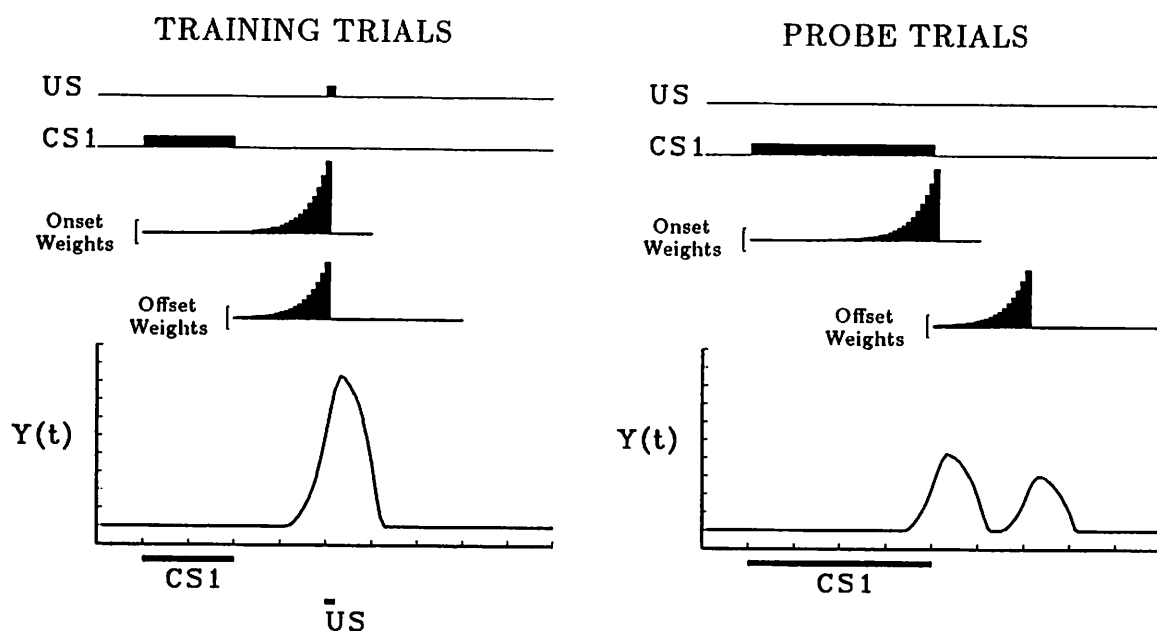 TRAINING TRIALS
US
CS1
Onset
Weights
Offset
Weights
Y(t)
CS1
US
PROBE TRIALS
US
CS1
Onset
Weights
Offset
Weights
Y(t)
CS1